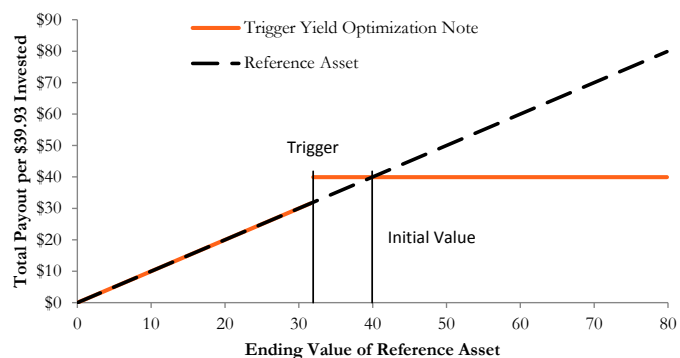 $90
$80
$70
$60
$50
$40
$30
$20
$10
$0
Total Payout per $39.93 Invested
Trigger Yield Optimization Note
Reference Asset
Trigger
Initial Value
0 10 20 30 40 50 60 70 80
Ending Value of Reference Asset